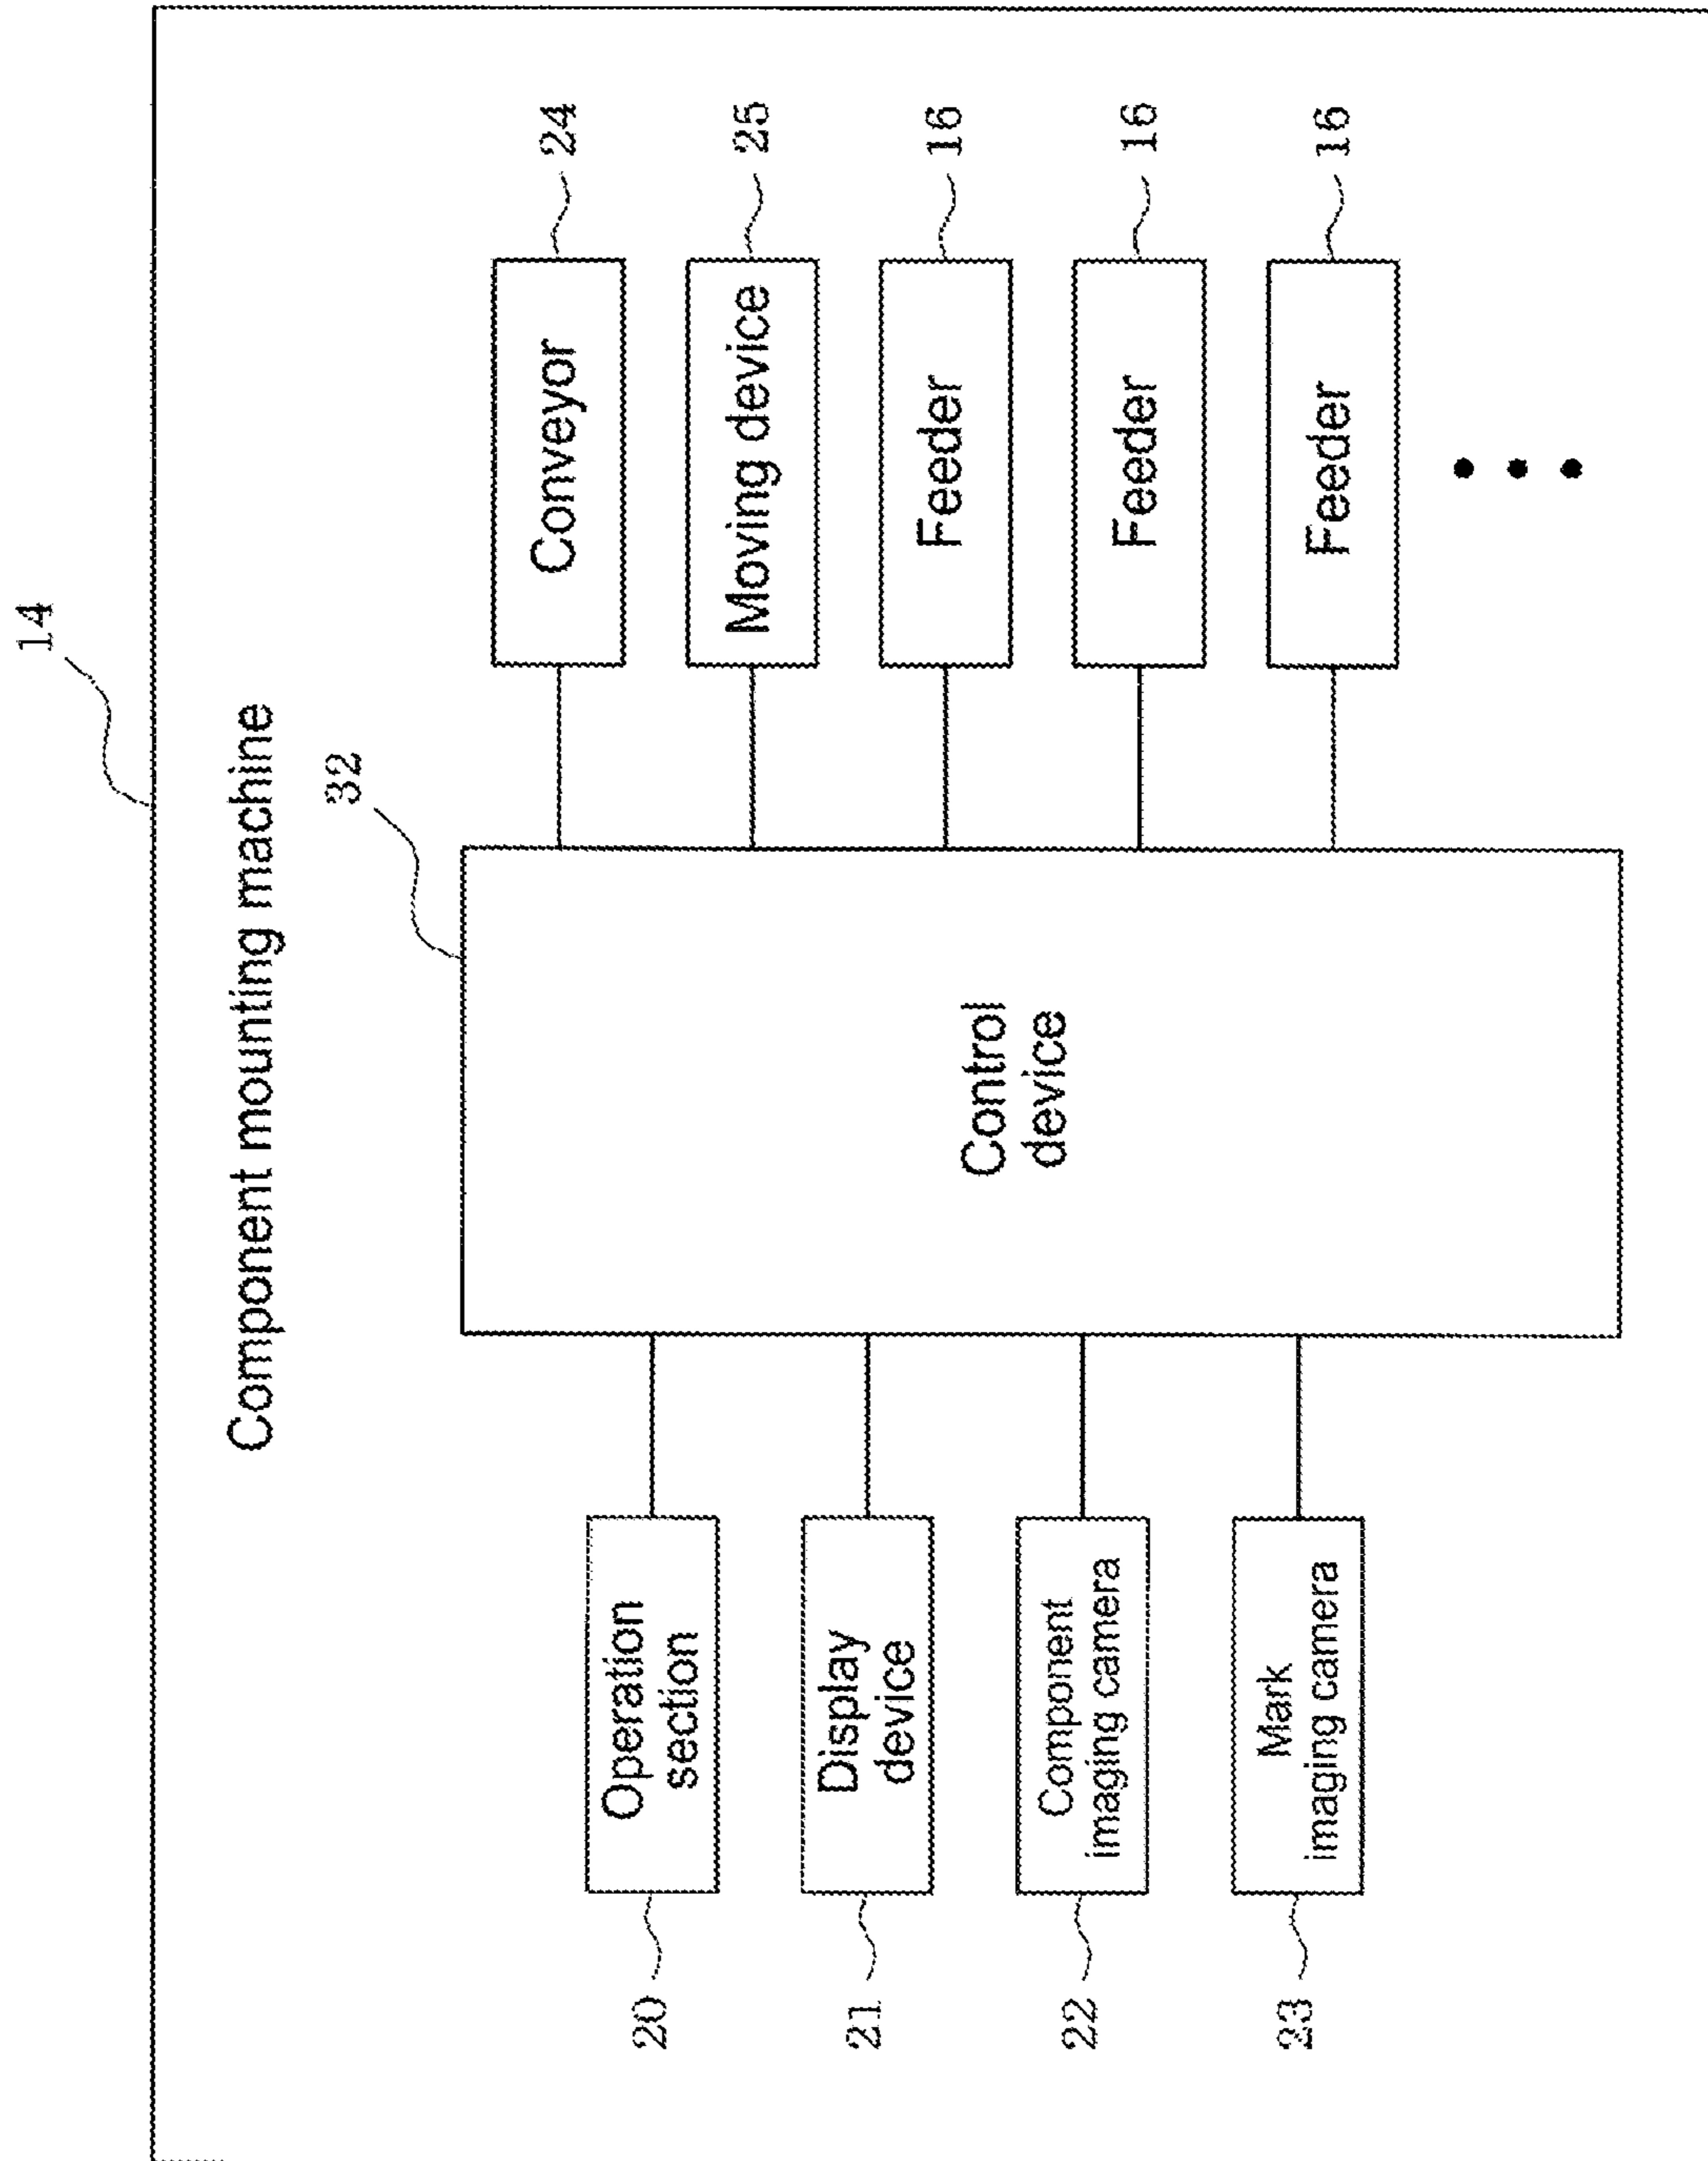 14
Component mounting machine
32
Control
device
20
Operation
section
21
Display
device
22
Component
imaging camera
23
Mark
imaging camera
Conveyor
24
Moving device
25
Feeder
16
Feeder
16
Feeder
16